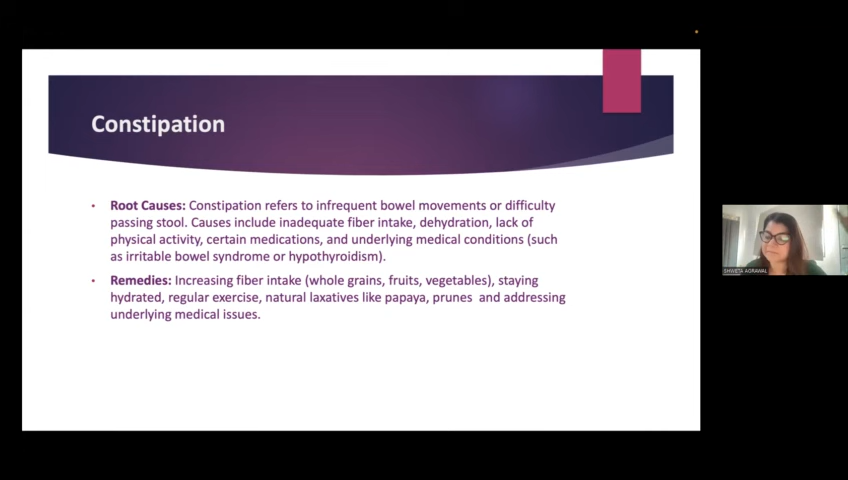 Constipation
• Root Causes: Constipation refers to infrequent bowel movements or difficulty
passing stool. Causes include inadequate fiber intake, dehydration, lack of
physical activity, certain medications, and underlying medical conditions (such
as irritable bowel syndrome or hypothyroidism).
• Remedies: Increasing fiber intake (whole grains, fruits, vegetables), staying
hydrated, regular exercise, natural laxatives like papaya, prunes  and addressing
underlying medical issues.
SHWETA AGRAWAL